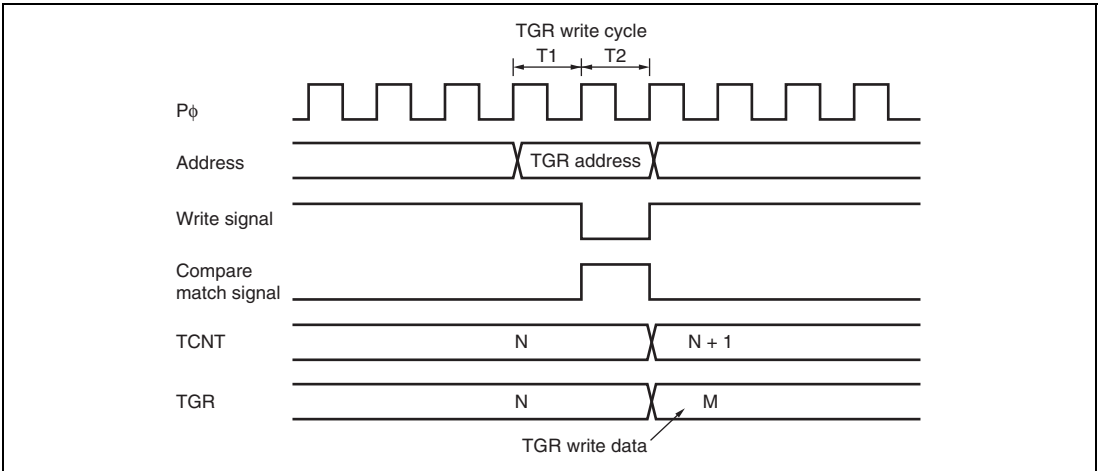 TGR write cycle
T1 T2
Pϕ
Address TGR address
Write signal
Compare
match signal
TCNT N N + 1
TGR N M
TGR write data